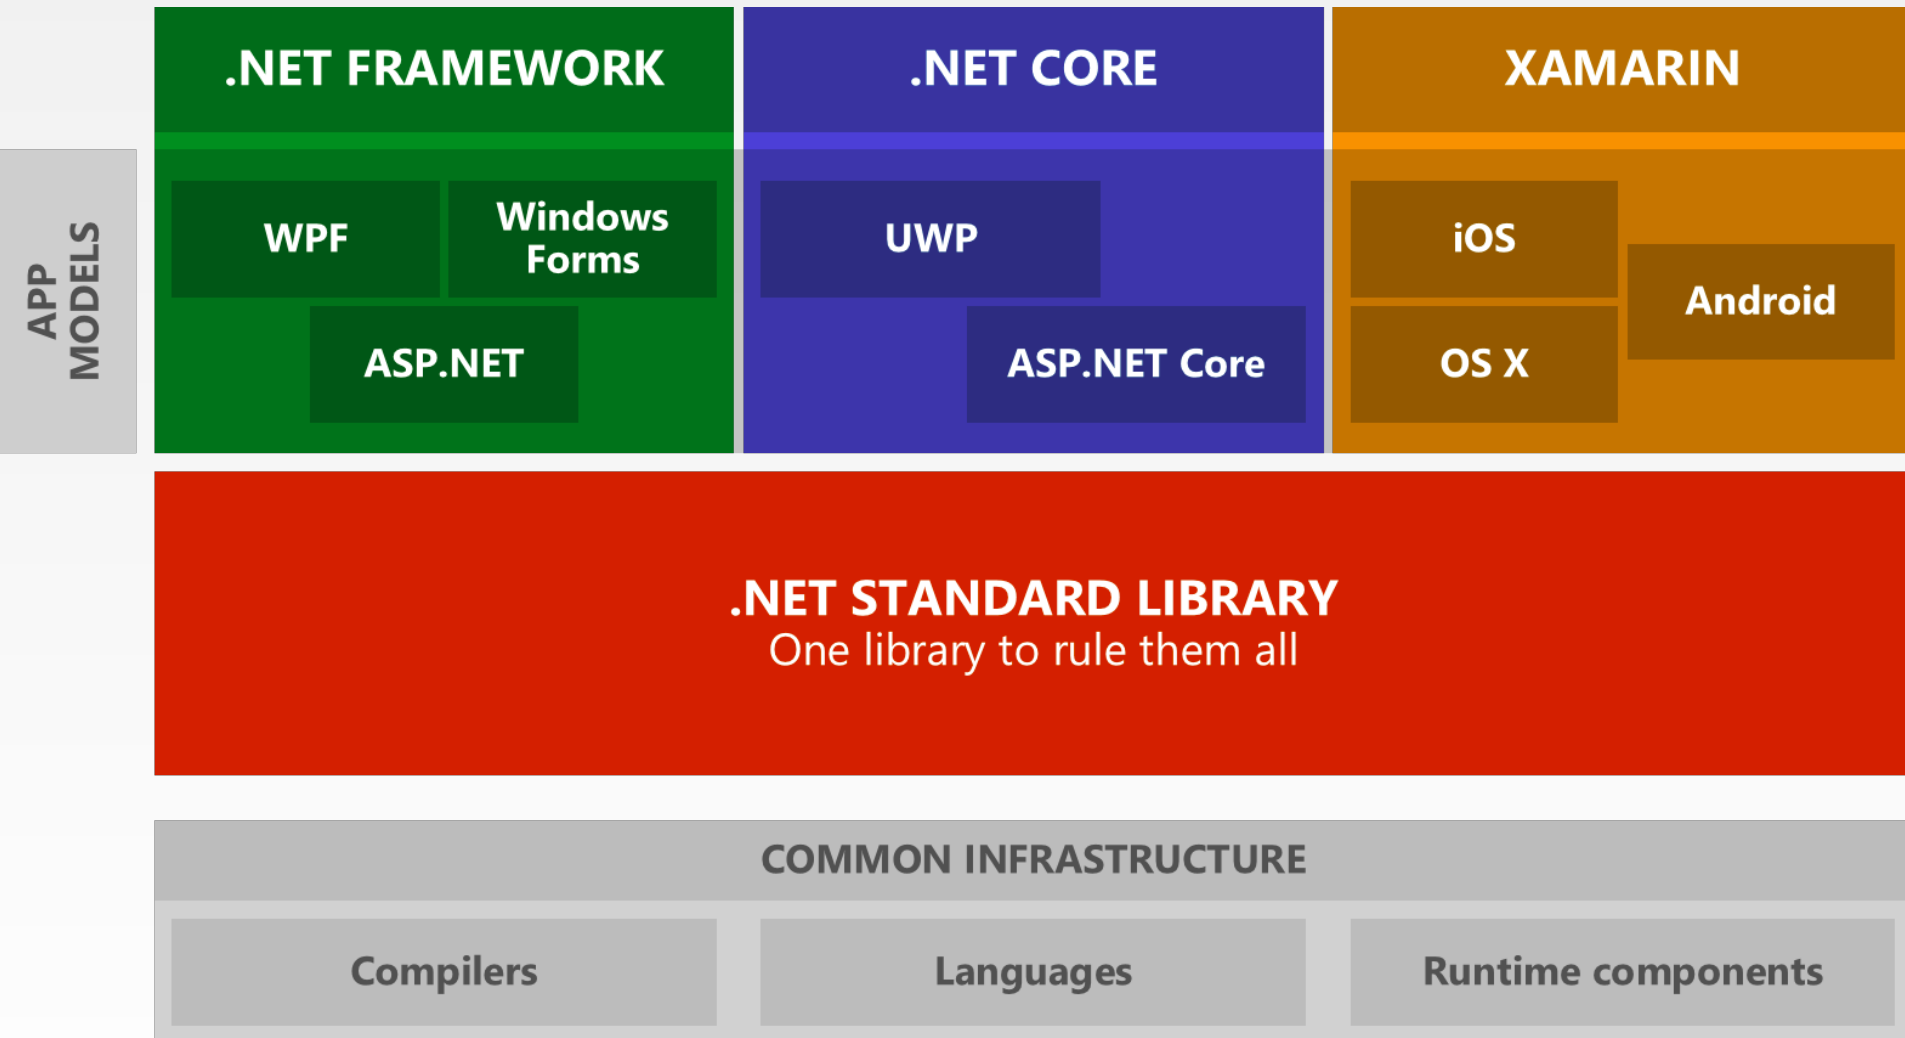 .NET FRAMEWORK
.NET CORE
XAMARIN
APP
MODELS
WPF
Windows
Forms
ASP.NET
UWP
ASP.NET Core
iOS
Android
OS X
.NET STANDARD LIBRARY
One library to rule them all
COMMON INFRASTRUCTURE
Compilers
Languages
Runtime components